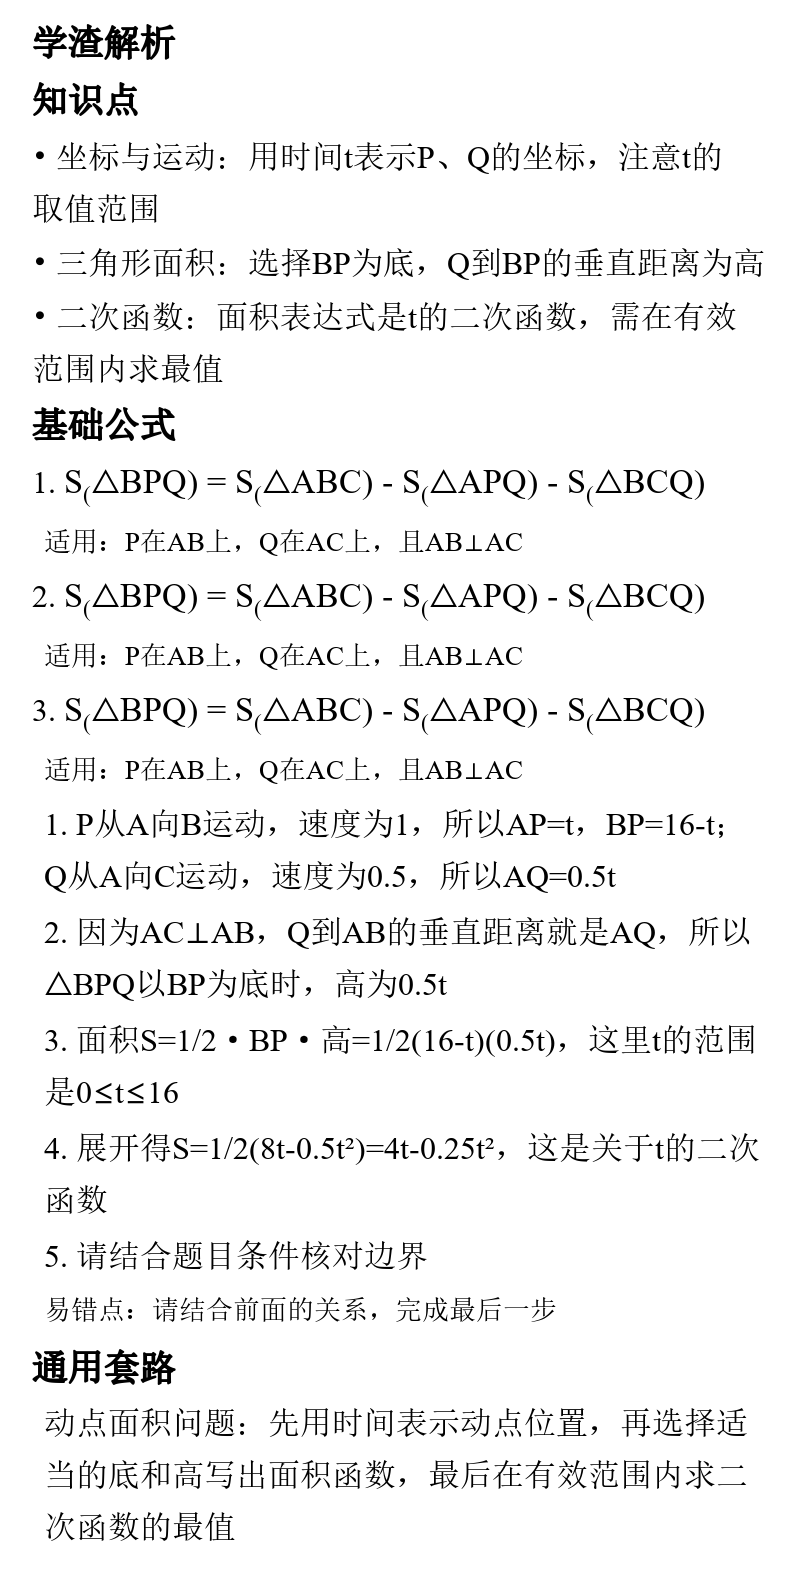 学渣解析
知识点
• 坐标与运动：用时间t表示P、Q的坐标，注意t的
取值范围
• 三角形面积：选择BP为底，Q到BP的垂直距离为高
• 二次函数：面积表达式是t的二次函数，需在有效
范围内求最值
基础公式
1. S₍△BPQ) = S₍△ABC) - S₍△APQ) - S₍△BCQ)
适用：P在AB上，Q在AC上，且AB⊥AC
2. S₍△BPQ) = S₍△ABC) - S₍△APQ) - S₍△BCQ)
适用：P在AB上，Q在AC上，且AB⊥AC
3. S₍△BPQ) = S₍△ABC) - S₍△APQ) - S₍△BCQ)
适用：P在AB上，Q在AC上，且AB⊥AC
1. P从A向B运动，速度为1，所以AP=t，BP=16-t；
Q从A向C运动，速度为0.5，所以AQ=0.5t
2. 因为AC⊥AB，Q到AB的垂直距离就是AQ，所以
△BPQ以BP为底时，高为0.5t
3. 面积S=1/2·BP·高=1/2(16-t)(0.5t)，这里t的范围
是0≤t≤16
4. 展开得S=1/2(8t-0.5t²)=4t-0.25t²，这是关于t的二次
函数
5. 请结合题目条件核对边界
易错点：请结合前面的关系，完成最后一步
通用套路
动点面积问题：先用时间表示动点位置，再选择适
当的底和高写出面积函数，最后在有效范围内求二
次函数的最值